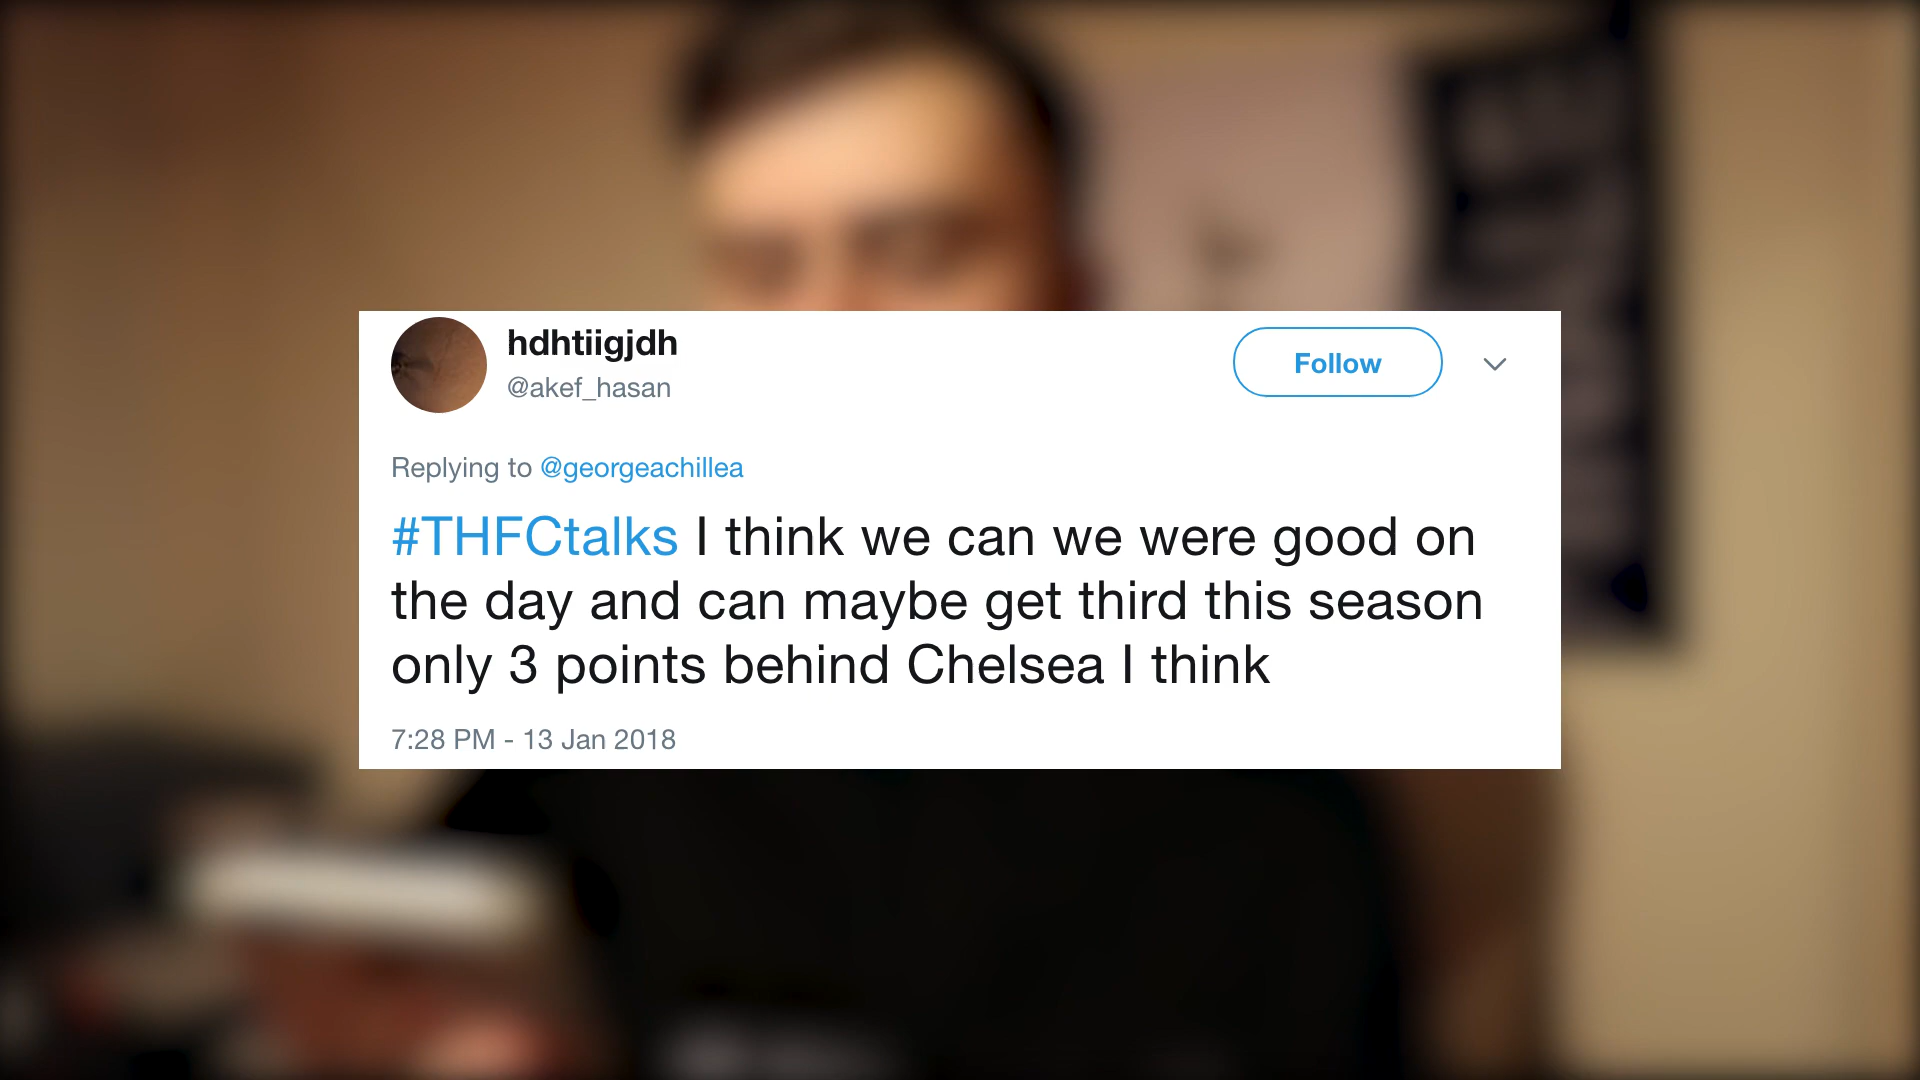 hdhtiigjdh
@akef_hasan
Follow
Replying to @georgeachillea
#THFCtalks I think we can we were good on
the day and can maybe get third this season
only 3 points behind Chelsea I think
7:28 PM - 13 Jan 2018